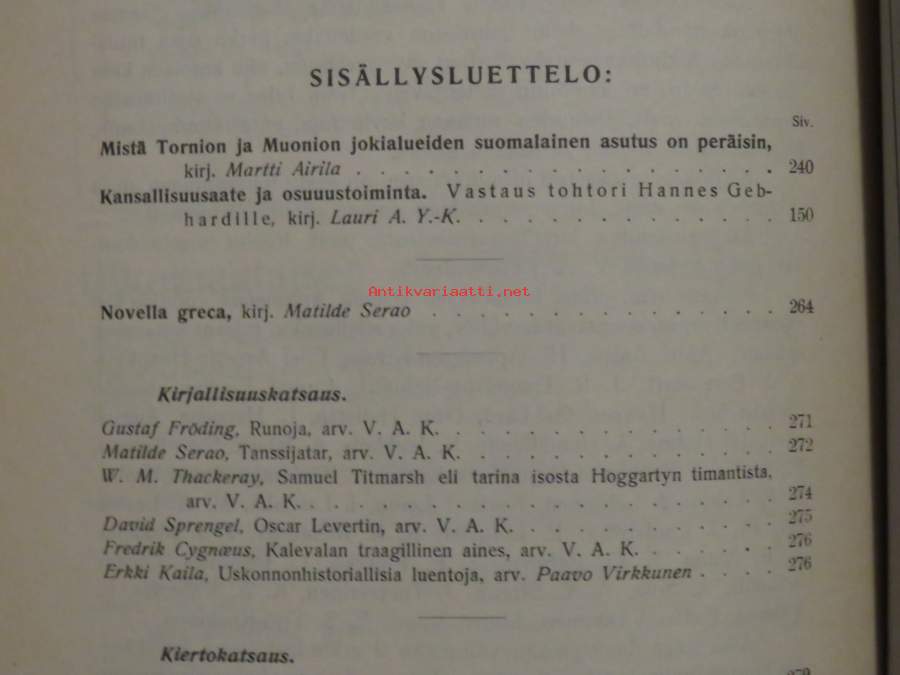 SISÄLLYSLUETTELO:
Siv.
Mistä Tornion ja Muonion jokialueiden suomalainen asutus on peräisin,
kirj. Martti Airila . . . . . . . . . . . . . . . . . . 240
Kansallisuusaate ja osuuustoiminta. Vastaus tohtori Hannes Geb-
hardille, kirj. Lauri A. Y.-K. . . . . . . . . . . . . . 150
Antikvariaatti.net
Novella greca, kirj. Matilde Serao . . . . . . . . . . . . . . . 264
Kirjallisuuskatsaus.
Gustaf Fröding, Runoja, arv. V. A. K. . . . . . . . . . . . . . . 271
Matilde Serao, Tanssijatar, arv. V. A. K. . . . . . . . . . . . . . 272
W. M. Thackeray, Samuel Titmarsh eli tarina isosta Hoggartyn timantista,
arv. V. A. K. . . . . . . . . . . . . . . . . . . . . 274
David Sprengel, Oscar Levertin, arv. V. A. K. . . . . . . . . . . . 275
Fredrik Cygnæus, Kalevalan traagillinen aines, arv. V. A. K. . . . . . . 276
Erkki Kaila, Uskonnonhistoriallisia luentoja, arv. Paavo Virkkunen . . . . 276
Kiertokatsaus.